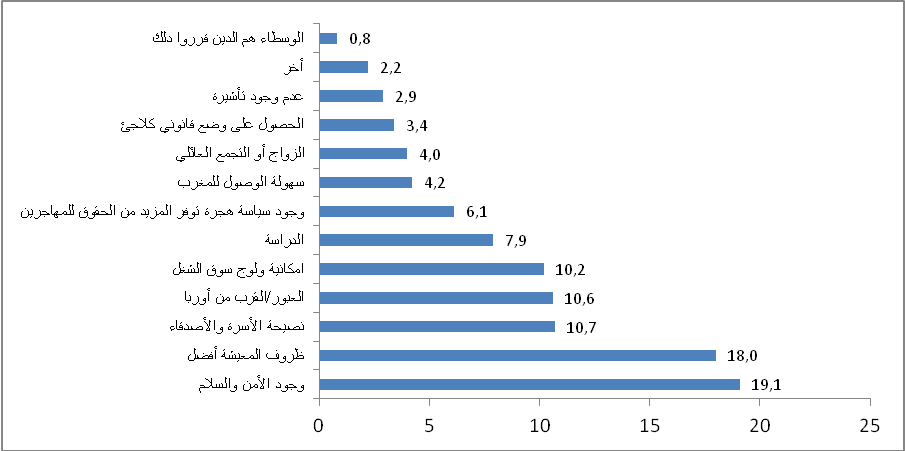 الوسطاء هم الدين قرروا دلك 0,8
أخر 2,2
عدم وجود تأشيرة 2,9
الحصول على وضع قانوني كلاجئ 3,4
الزواج أو التجمع العائلي 4,0
سهولة الوصول للمغرب 4,2
وجود سياسة هجرة توفر المزيد من الحقوق للمهاجرين 6,1
الدراسة 7,9
امكانية ولوج سوق الشغل 10,2
العبور/القرب من أوربا 10,6
نصيحة الأسرة والأصدقاء 10,7
ظروف المعيشة أفضل 18,0
وجود الأمن والسلام 19,1
0 5 10 15 20 25